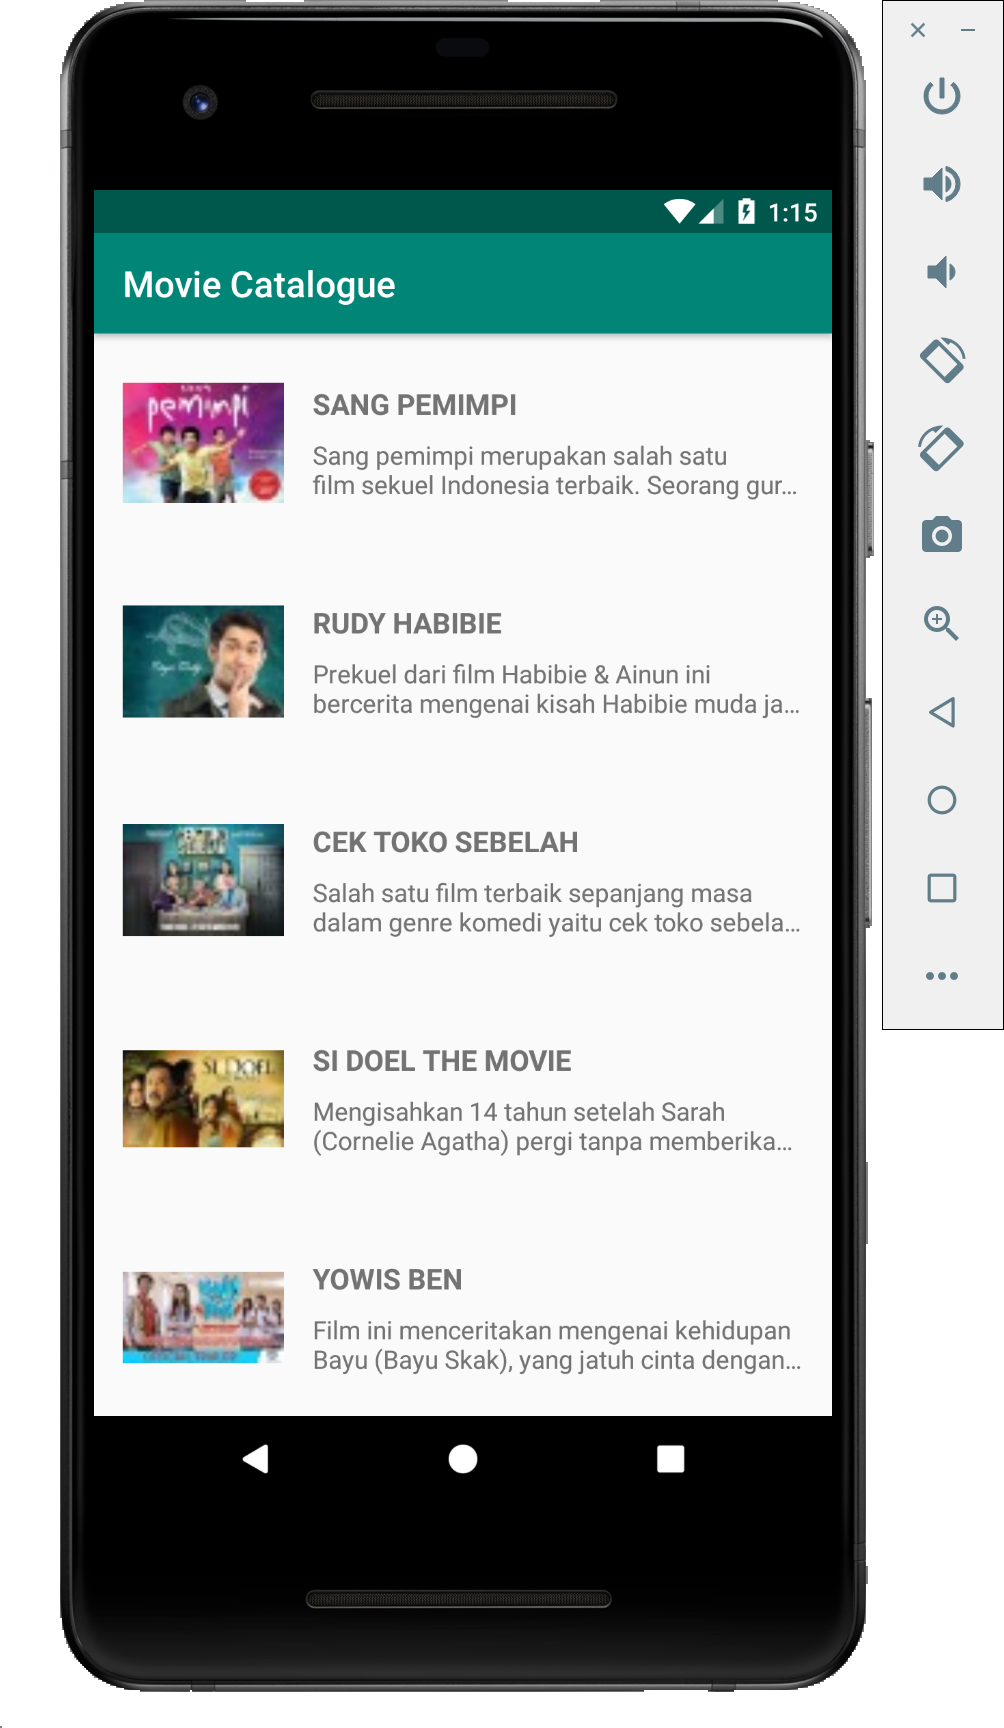 1:15
Movie Catalogue
pemimpi
SANG PEMIMPI
Sang pemimpi merupakan salah satu
film sekuel Indonesia terbaik. Seorang gur...
RUDY HABIBIE
Prekuel dari film Habibie & Ainun ini
bercerita mengenai kisah Habibie muda ja...
CEK TOKO SEBELAH
Salah satu film terbaik sepanjang masa
dalam genre komedi yaitu cek toko sebela...
SI DOEL
SI DOEL THE MOVIE
Mengisahkan 14 tahun setelah Sarah
(Cornelie Agatha) pergi tanpa memberika...
YOWIS BEN
Film ini menceritakan mengenai kehidupan
Bayu (Bayu Skak), yang jatuh cinta dengan...